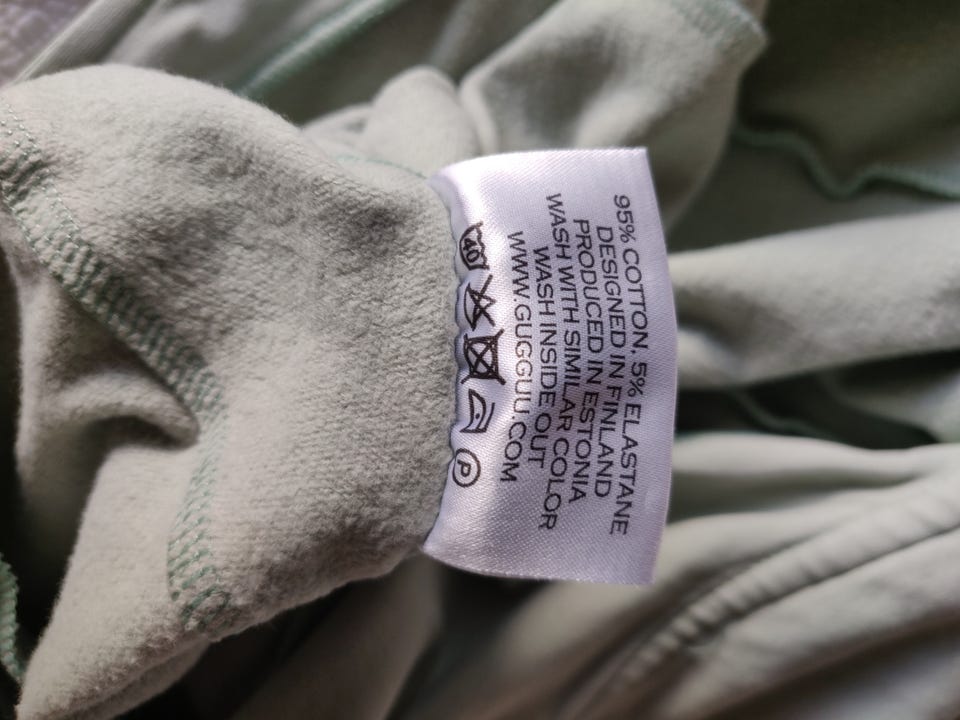 95% COTTON, 5% ELASTANE
DESIGNED IN FINLAND
PRODUCED IN ESTONIA
WASH WITH SIMILAR COLOR
WASH INSIDE OUT
WWW.GUGGUU.COM
40 P